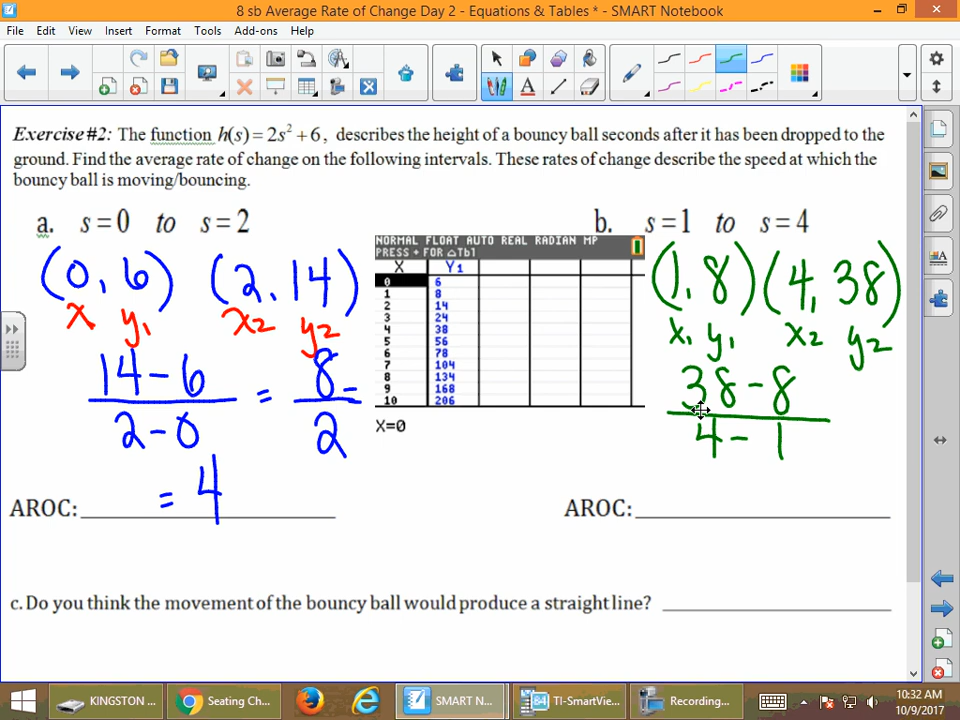 8 sb Average Rate of Change Day 2 - Equations & Tables * - SMART Notebook
File Edit View Insert Format Tools Add-ons Help
Exercise #2: The function h(s) = 2s² + 6, describes the height of a bouncy ball seconds after it has been dropped to the
ground. Find the average rate of change on the following intervals. These rates of change describe the speed at which the
bouncy ball is moving/bouncing.
a. s = 0 to s = 2
(0, 6) (2, 14)
x y₁ x₂ y₂
14 - 6 = 8 -
2 - 0 2
= 4
AROC:
NORMAL FLOAT AUTO REAL RADIAN MP
PRESS + FOR △Tb1
X Y₁
0 6
1 8
2 14
3 24
4 38
5 56
6 78
7 104
8 134
9 168
10 206
X=0
b. s = 1 to s = 4
(1, 8) (4, 38)
x₁ y₁ x₂ y₂
38 - 8
4 - 1
AROC:
c. Do you think the movement of the bouncy ball would produce a straight line?
KINGSTON ...
Seating Ch...
SMART N...
84
TI-SmartVie...
Recording...
10:32 AM
10/9/2017